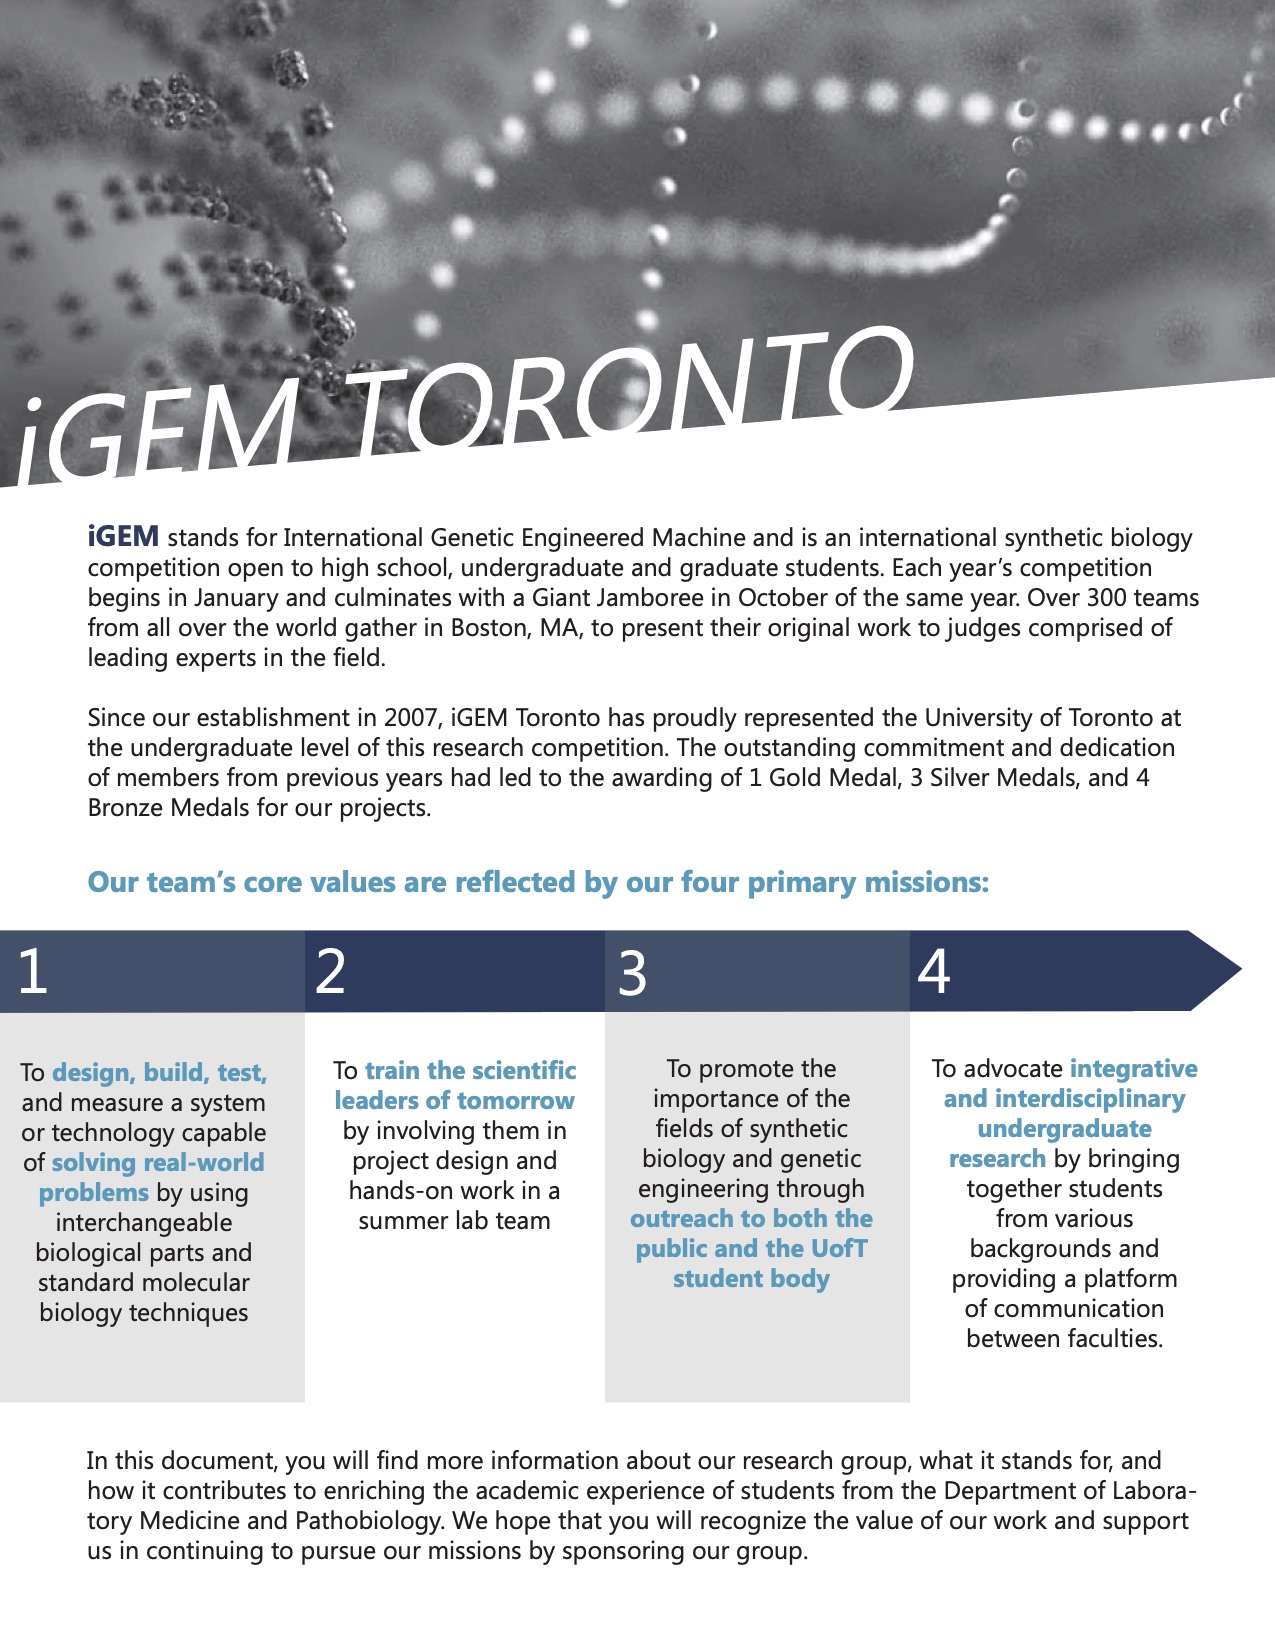 iGEM TORONTO
iGEM stands for International Genetic Engineered Machine and is an international synthetic biology
competition open to high school, undergraduate and graduate students. Each year’s competition
begins in January and culminates with a Giant Jamboree in October of the same year. Over 300 teams
from all over the world gather in Boston, MA, to present their original work to judges comprised of
leading experts in the field.
Since our establishment in 2007, iGEM Toronto has proudly represented the University of Toronto at
the undergraduate level of this research competition. The outstanding commitment and dedication
of members from previous years had led to the awarding of 1 Gold Medal, 3 Silver Medals, and 4
Bronze Medals for our projects.
Our team’s core values are reflected by our four primary missions:
1
To design, build, test,
and measure a system
or technology capable
of solving real-world
problems by using
interchangeable
biological parts and
standard molecular
biology techniques
2
To train the scientific
leaders of tomorrow
by involving them in
project design and
hands-on work in a
summer lab team
3
To promote the
importance of the
fields of synthetic
biology and genetic
engineering through
outreach to both the
public and the UofT
student body
4
To advocate integrative
and interdisciplinary
undergraduate
research by bringing
together students
from various
backgrounds and
providing a platform
of communication
between faculties.
In this document, you will find more information about our research group, what it stands for, and
how it contributes to enriching the academic experience of students from the Department of Labora-
tory Medicine and Pathobiology. We hope that you will recognize the value of our work and support
us in continuing to pursue our missions by sponsoring our group.